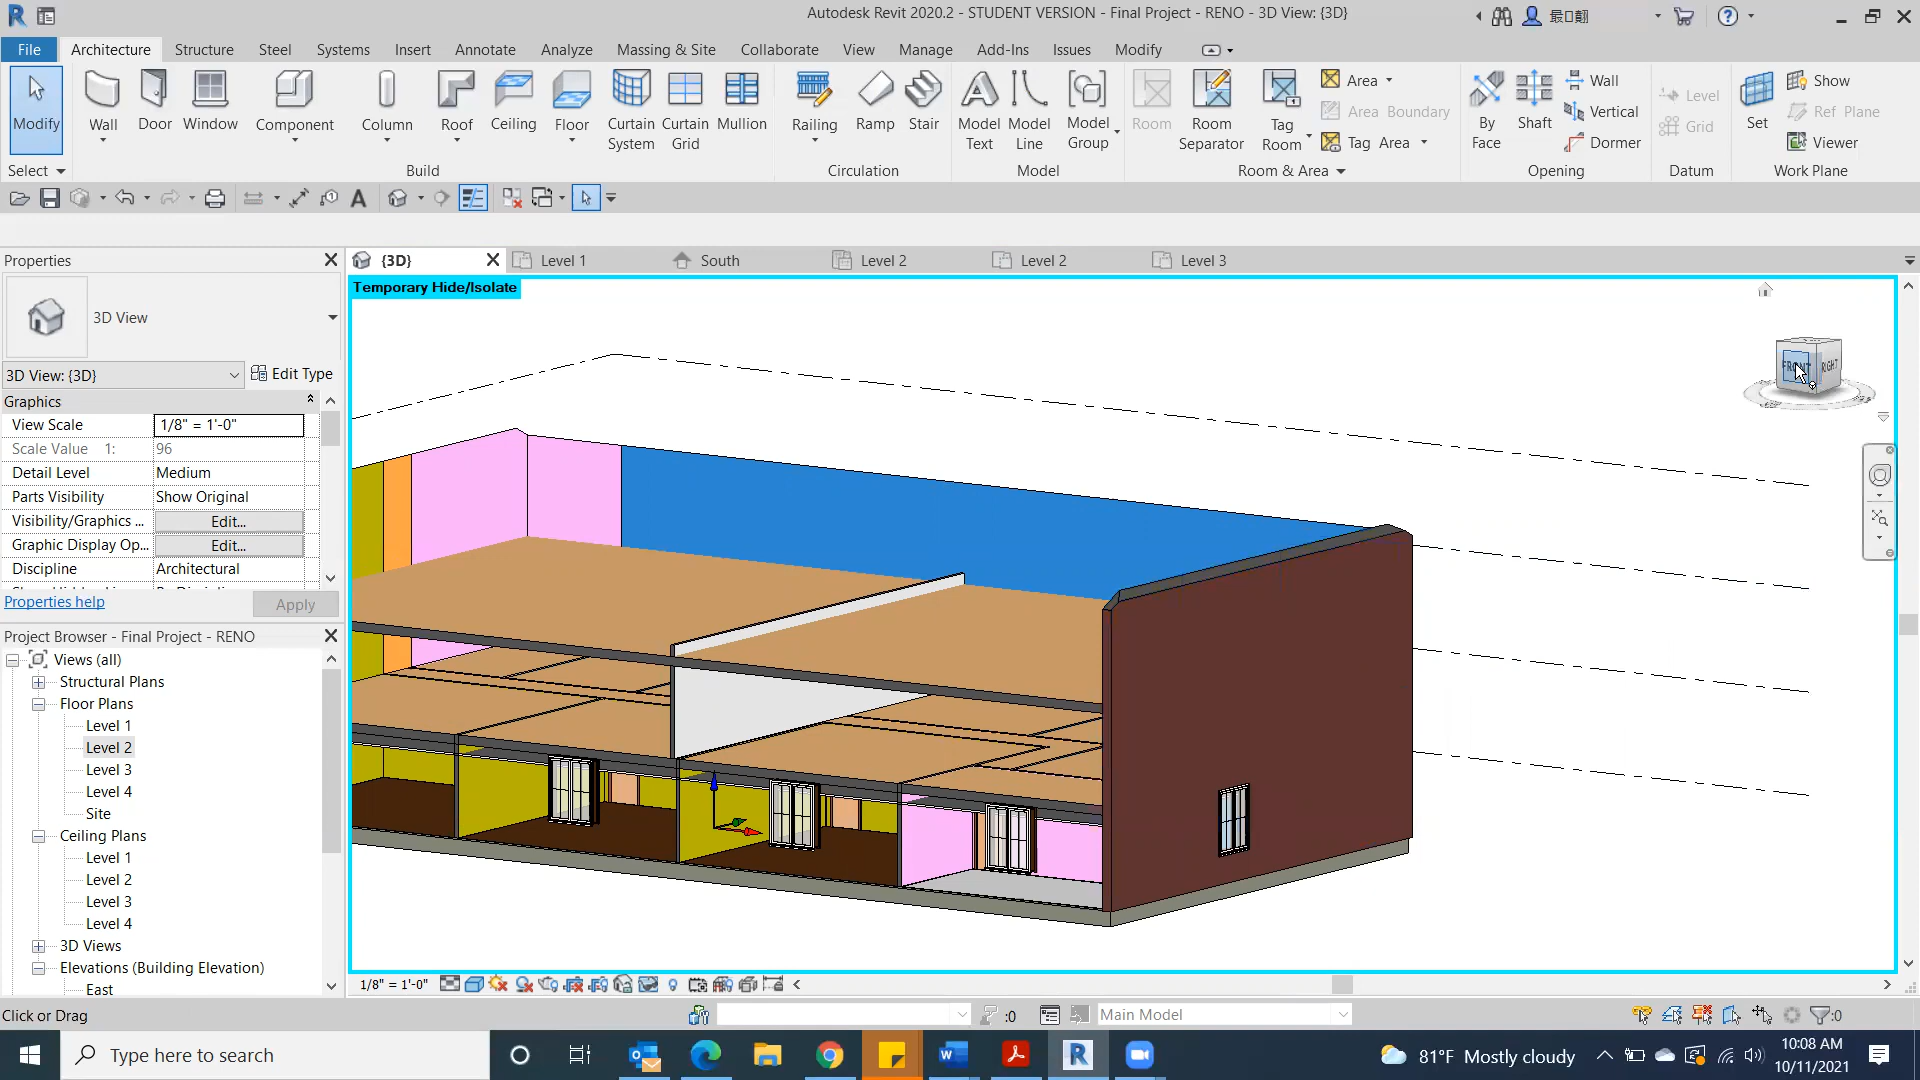 Autodesk Revit 2020.2 - STUDENT VERSION - Final Project - RENO - 3D View: {3D}
File Architecture Structure Steel Systems Insert Annotate Analyze Massing & Site Collaborate View Manage Add-Ins Issues Modify
Modify Wall Door Window Component Column Roof Ceiling Floor Curtain System Curtain Grid Mullion Railing Ramp Stair Model Text Model Line Model Group Room Room Separator Tag Room
Area
Area Boundary
Tag Area
By Face Shaft
Wall
Vertical
Dormer
Level
Grid
Set
Show
Ref Plane
Viewer
Select Build Circulation Model Room & Area Opening Datum Work Plane
Properties
{3D} Level 1 South Level 2 Level 2 Level 3
Temporary Hide/Isolate
3D View
3D View: {3D} Edit Type
Graphics
View Scale 1/8" = 1'-0"
Scale Value 1: 96
Detail Level Medium
Parts Visibility Show Original
Visibility/Graphics ... Edit...
Graphic Display Op... Edit...
Discipline Architectural
Properties help Apply
FRONT RIGHT
Project Browser - Final Project - RENO
Views (all)
Structural Plans
Floor Plans
Level 1
Level 2
Level 3
Level 4
Site
Ceiling Plans
Level 1
Level 2
Level 3
Level 4
3D Views
Elevations (Building Elevation)
East
1/8" = 1'-0"
Click or Drag
:0
Main Model
:0
Type here to search
81°F Mostly cloudy
10:08 AM
10/11/2021